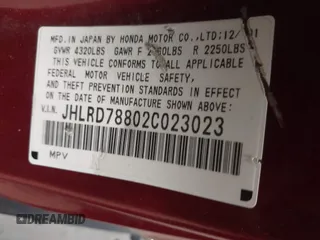 MFD. IN JAPAN BY HONDA MOTOR CO.,LTD;12/01
GVWR 4320LBS GAWR F LBS R 2250LBS
THIS VEHICLE CONFORMS TO ALL APPLICABLE
FEDERAL MOTOR VEHICLE SAFETY,
AND THEFT PREVENTION STANDARDS IN EFFECT ON
THE DATE OF MANUFACTURE SHOWN ABOVE.
V.I.N. JHLRD78802C023023
MPV
DREAMBID